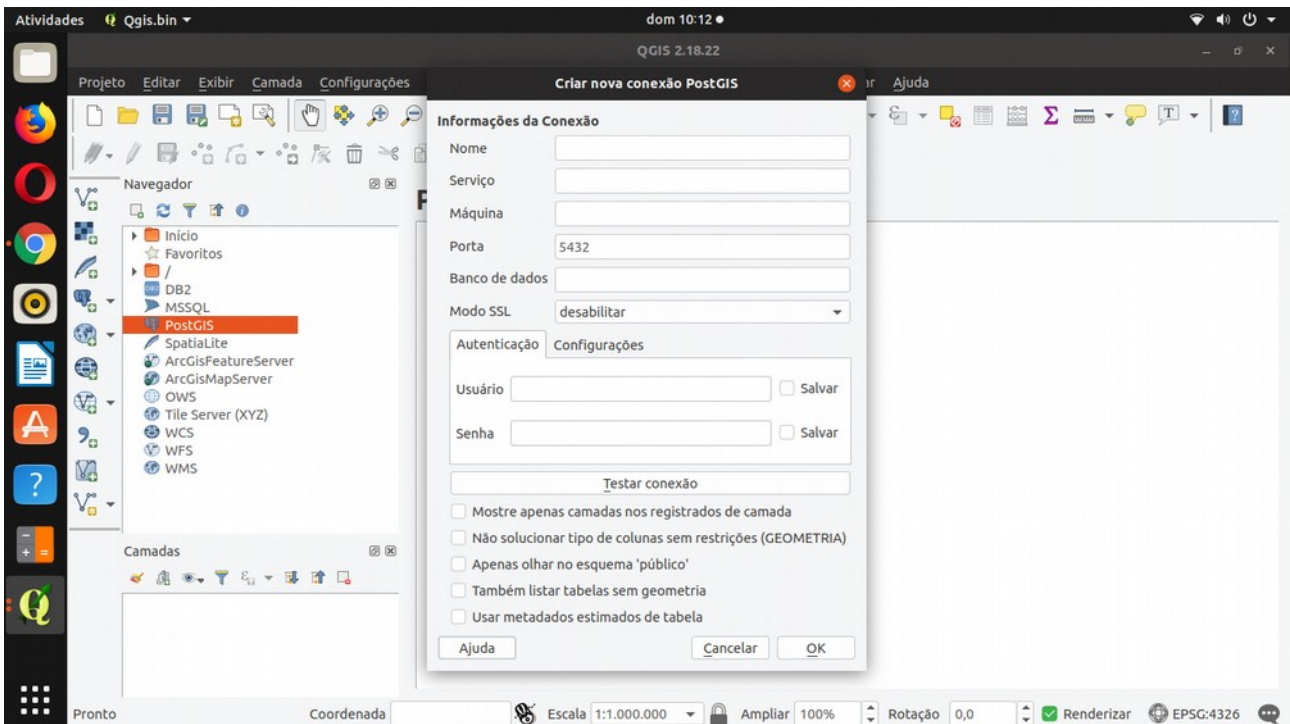 Atividades Qgis.bin dom 10:12
QGIS 2.18.22
Projeto Editar Exibir Camada Configurações Ajuda
Criar nova conexão PostGIS
Informações da Conexão
Nome
Serviço
Máquina
Porta 5432
Banco de dados
Modo SSL desabilitar
Autenticação Configurações
Usuário Salvar
Senha Salvar
Testar conexão
Mostre apenas camadas nos registrados de camada
Não solucionar tipo de colunas sem restrições (GEOMETRIA)
Apenas olhar no esquema 'público'
Também listar tabelas sem geometria
Usar metadados estimados de tabela
Ajuda Cancelar OK
Navegador
Início
Favoritos
/
DB2
MSSQL
PostGIS
SpatiaLite
ArcGisFeatureServer
ArcGisMapServer
OWS
Tile Server (XYZ)
WCS
WFS
WMS
Camadas
Pronto Coordenada Escala 1:1.000.000 Ampliar 100% Rotação 0,0 Renderizar EPSG:4326